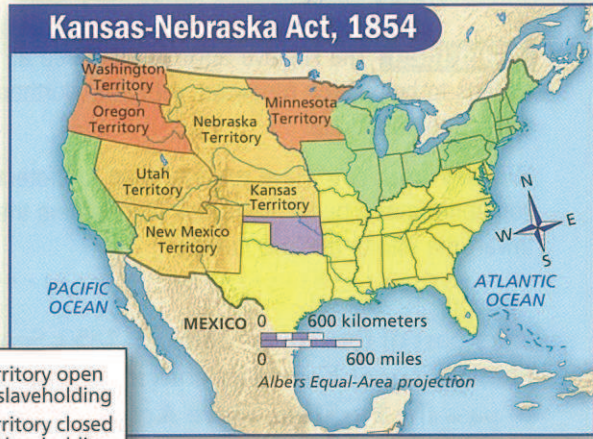 Kansas-Nebraska Act, 1854
Washington
Territory
Oregon
Territory
Nebraska
Territory
Minnesota
Territory
Utah
Territory
Kansas
Territory
New Mexico
Territory
N
W
E
S
PACIFIC
OCEAN
ATLANTIC
OCEAN
MEXICO
0 600 kilometers
0 600 miles
Albers Equal-Area projection
rritory open
slaveholding
rritory closed